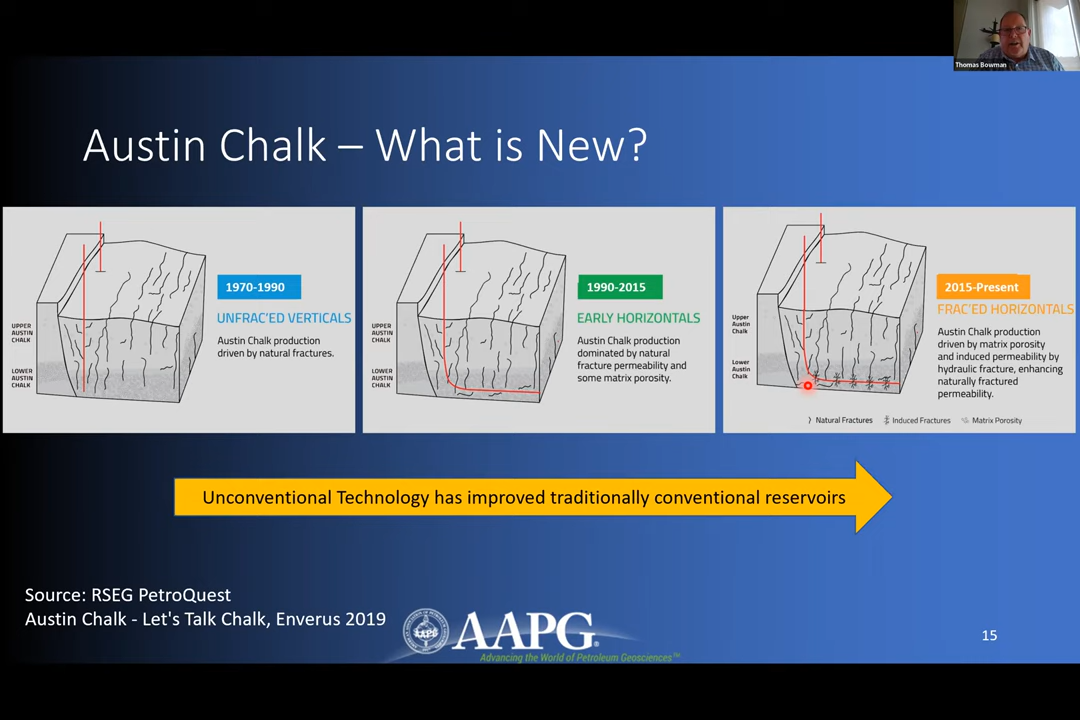 Thomas Bowman
Austin Chalk – What is New?
UPPER
AUSTIN
CHALK
LOWER
AUSTIN
CHALK
1970-1990
UNFRAC'ED VERTICALS
Austin Chalk production
driven by natural fractures.
UPPER
AUSTIN
CHALK
LOWER
AUSTIN
CHALK
1990-2015
EARLY HORIZONTALS
Austin Chalk production
dominated by natural
fracture permeability and
some matrix porosity.
Upper
Austin
Chalk
Lower
Austin
Chalk
2015-Present
FRAC'ED HORIZONTALS
Austin Chalk production
driven by matrix porosity
and induced permeability by
hydraulic fracture, enhancing
naturally fractured
permeability.
Natural Fractures Induced Fractures Matrix Porosity
Unconventional Technology has improved traditionally conventional reservoirs
Source: RSEG PetroQuest
Austin Chalk - Let's Talk Chalk, Enverus 2019
AAPG
AAPG
Advancing the World of Petroleum Geosciences™
15